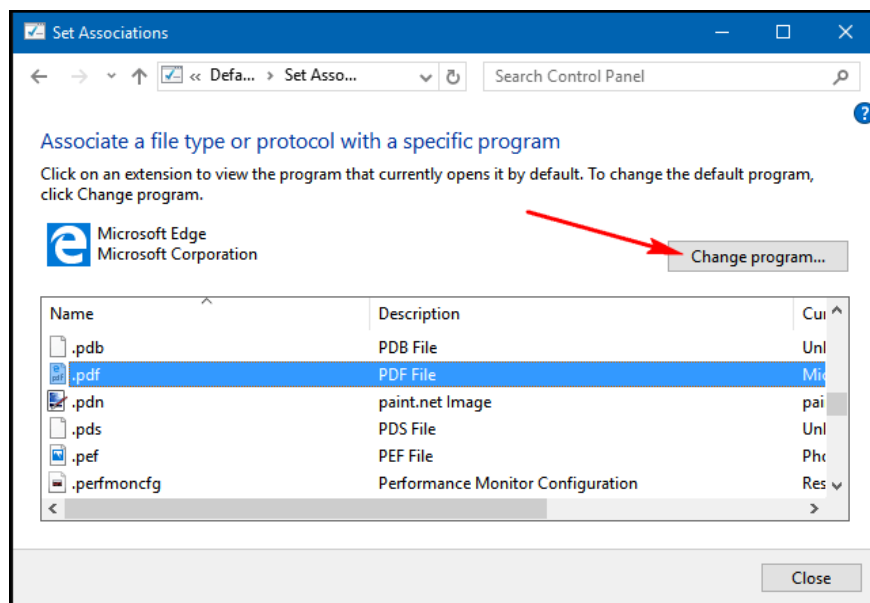 Set Associations
« Defa... › Set Asso...
Search Control Panel
?
Associate a file type or protocol with a specific program
Click on an extension to view the program that currently opens it by default. To change the default program,
click Change program.
Microsoft Edge
Microsoft Corporation
Change program...
Name Description
.pdb PDB File
.pdf PDF File
.pdn paint.net Image pai
.pds PDS File
.pef PEF File
.perfmoncfg Performance Monitor Configuration Res
Close